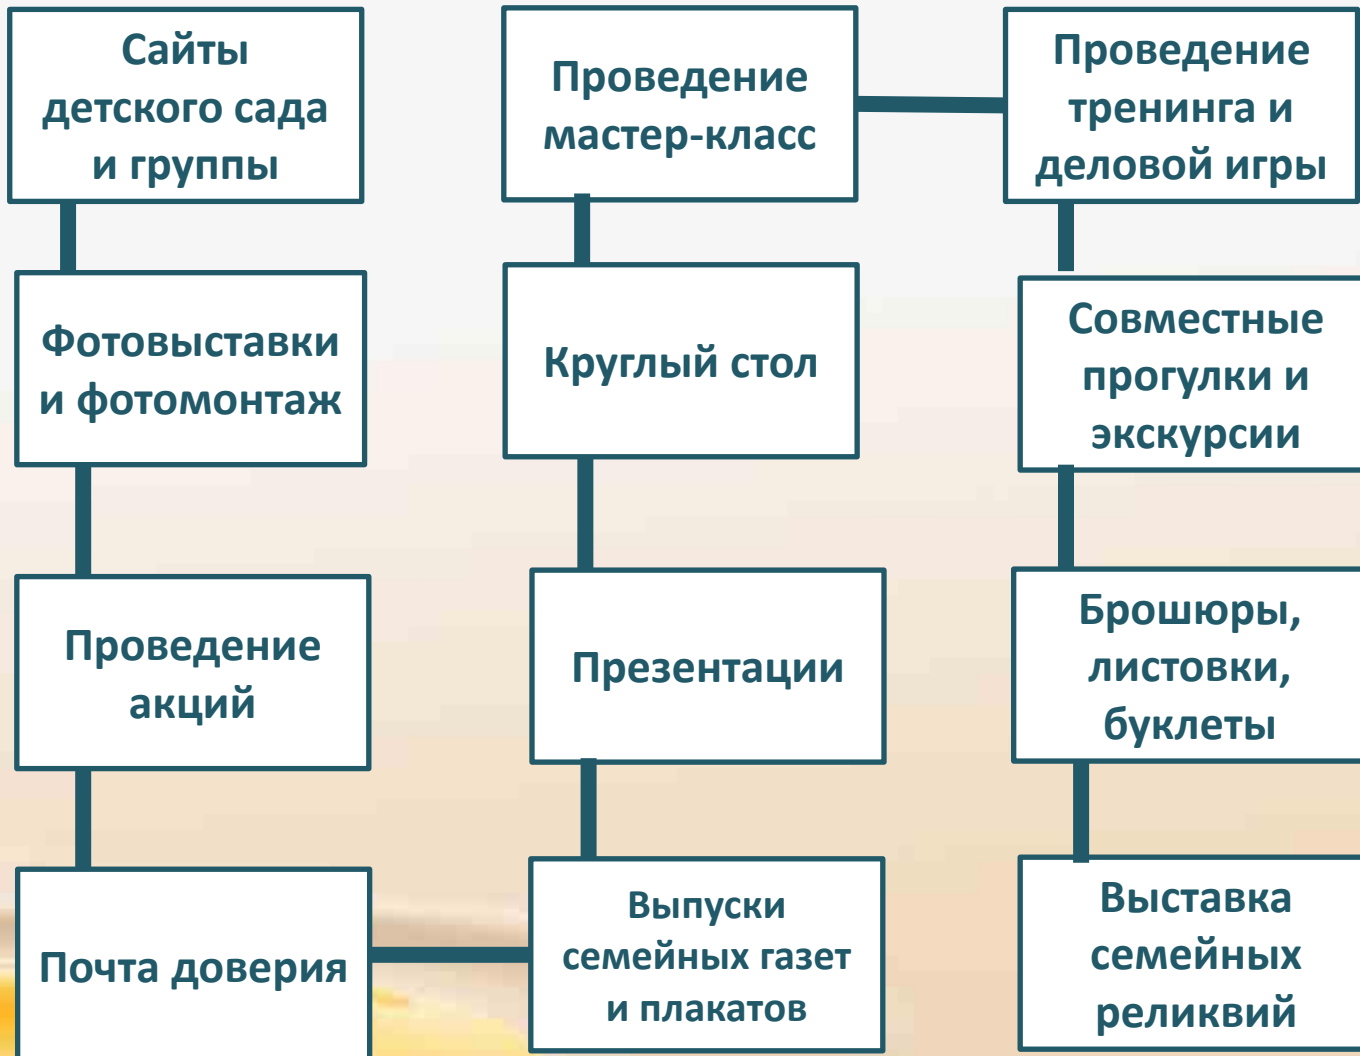 Сайты
детского сада
и группы
Фотовыставки
и фотомонтаж
Проведение
акций
Почта доверия
Проведение
мастер-класс
Круглый стол
Презентации
Выпуски
семейных газет
и плакатов
Проведение
тренинга и
деловой игры
Совместные
прогулки и
экскурсии
Брошюры,
листовки,
буклеты
Выставка
семейных
реликвий